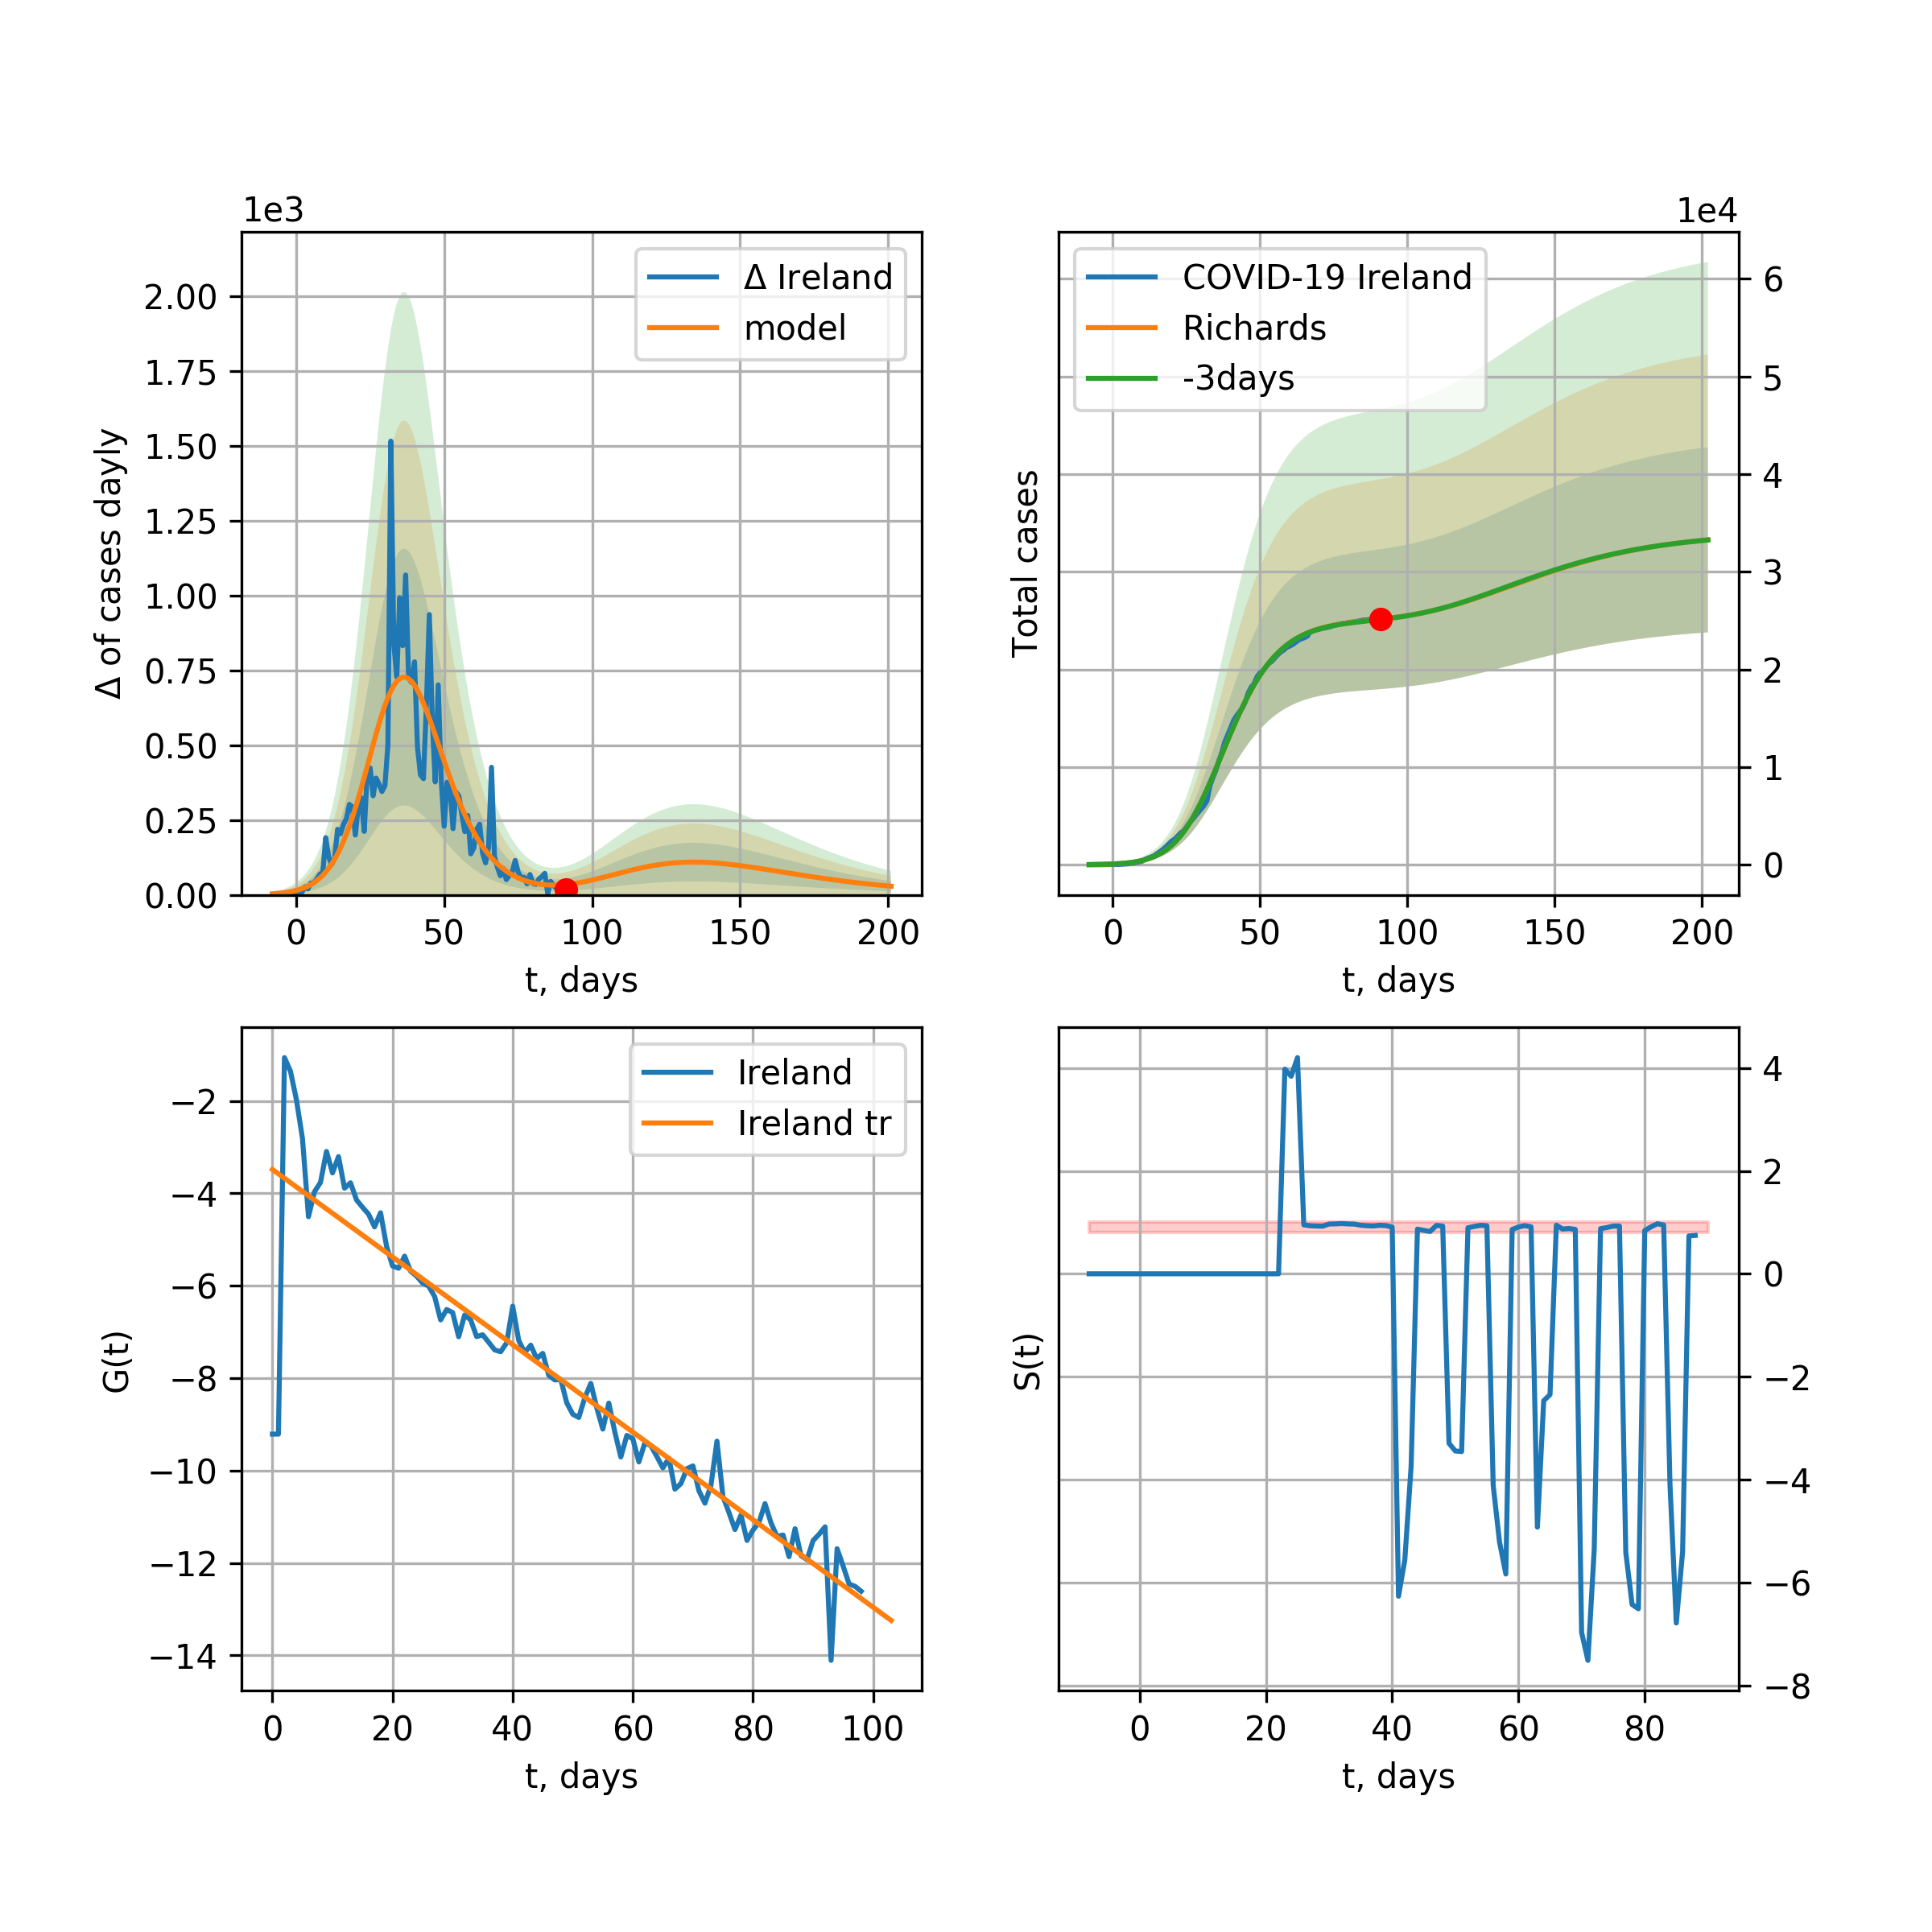 1e3
Δ of cases dayly
2.00
1.75
1.50
1.25
1.00
0.75
0.50
0.25
0.00
Δ Ireland
model
0 50 100 150 200
t, days
1e4
Total cases
COVID-19 Ireland
Richards
-3days
6
5
4
3
2
1
0
0 50 100 150 200
t, days
G(t)
−2
−4
−6
−8
−10
−12
−14
Ireland
Ireland tr
0 20 40 60 80 100
t, days
S(t)
4
2
0
−2
−4
−6
−8
0 20 40 60 80
t, days